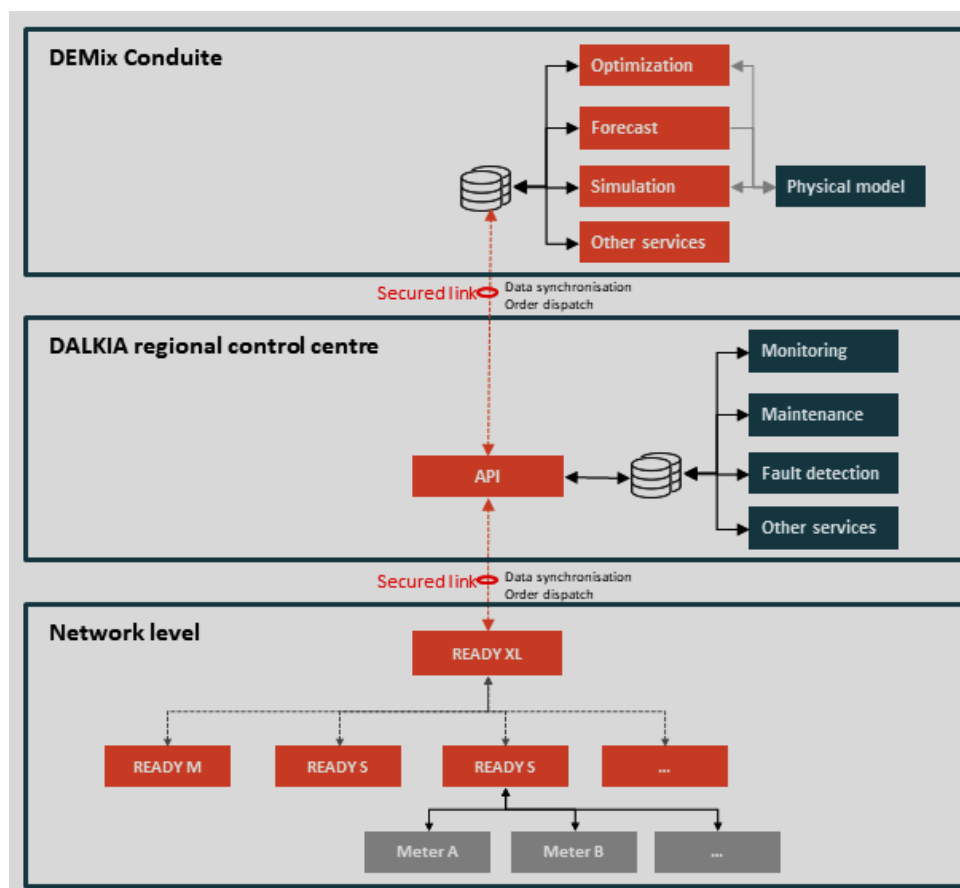 DEMix Conduite
Optimization
Forecast
Simulation
Physical model
Other services
Secured link
Data synchronisation
Order dispatch
DALKIA regional control centre
Monitoring
Maintenance
API
Fault detection
Other services
Secured link
Data synchronisation
Order dispatch
Network level
READY XL
READY M
READY S
READY S
...
Meter A
Meter B
...